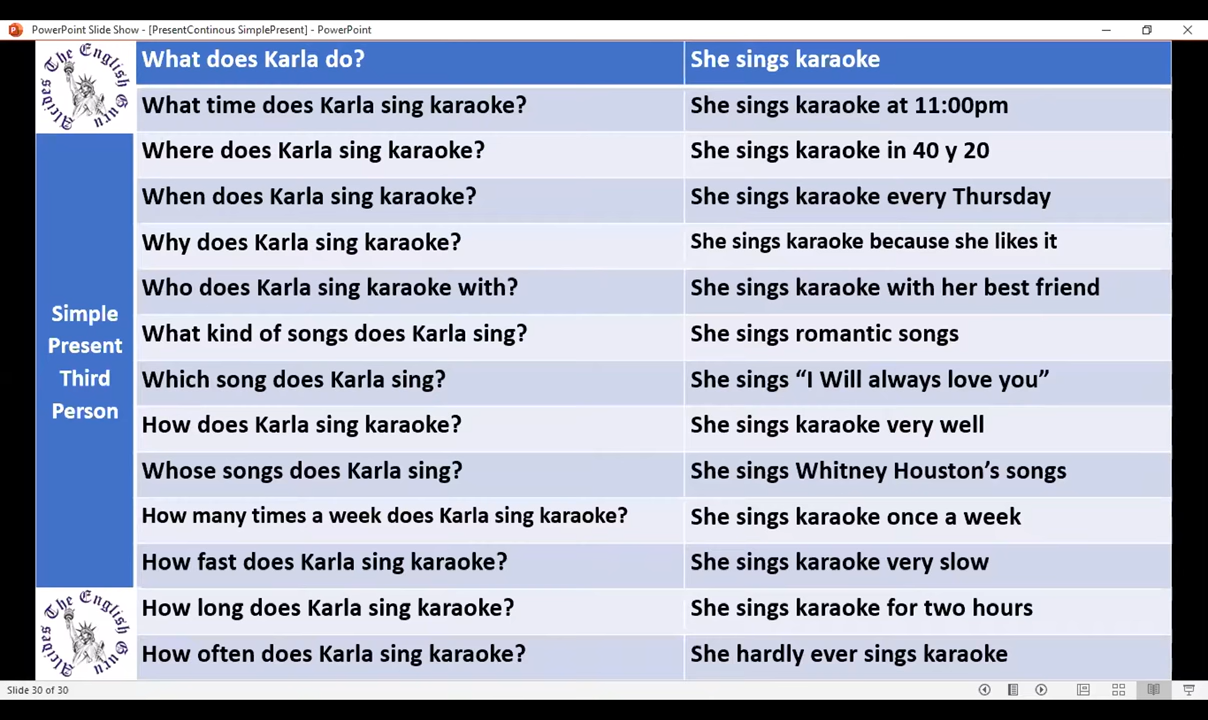 PowerPoint Slide Show - [PresentContinous SimplePresent] - PowerPoint
The English Guru Alcides
What does Karla do? She sings karaoke
What time does Karla sing karaoke? She sings karaoke at 11:00pm
Where does Karla sing karaoke? She sings karaoke in 40 y 20
When does Karla sing karaoke? She sings karaoke every Thursday
Why does Karla sing karaoke? She sings karaoke because she likes it
Who does Karla sing karaoke with? She sings karaoke with her best friend
What kind of songs does Karla sing? She sings romantic songs
Which song does Karla sing? She sings “I Will always love you”
How does Karla sing karaoke? She sings karaoke very well
Whose songs does Karla sing? She sings Whitney Houston’s songs
How many times a week does Karla sing karaoke? She sings karaoke once a week
How fast does Karla sing karaoke? She sings karaoke very slow
How long does Karla sing karaoke? She sings karaoke for two hours
How often does Karla sing karaoke? She hardly ever sings karaoke
Simple
Present
Third
Person
The English Guru Alcides
Slide 30 of 30